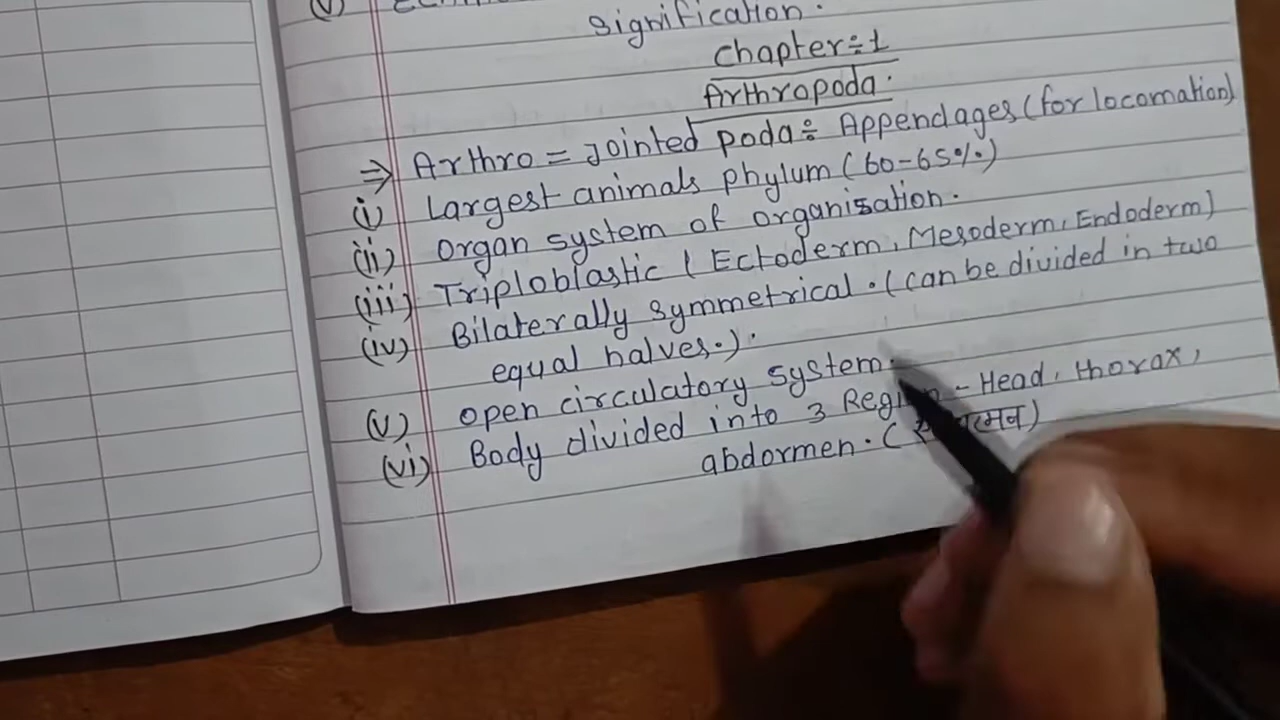 (v)
signification.
Chapter÷1
Arthropoda.
⇒ Arthro = Jointed poda÷ Appendages (for locomation)
(i) Largest animals phylum (60-65%)
(ii) organ system of organisation.
(iii) Triploblastic ( Ectoderm, Mesoderm, Endoderm)
(iv) Bilaterally symmetrical. (can be divided in two
equal halves.).
(v) open circulatory system.
(vi) Body divided into 3 Region - Head, thorax,
abdormen. (